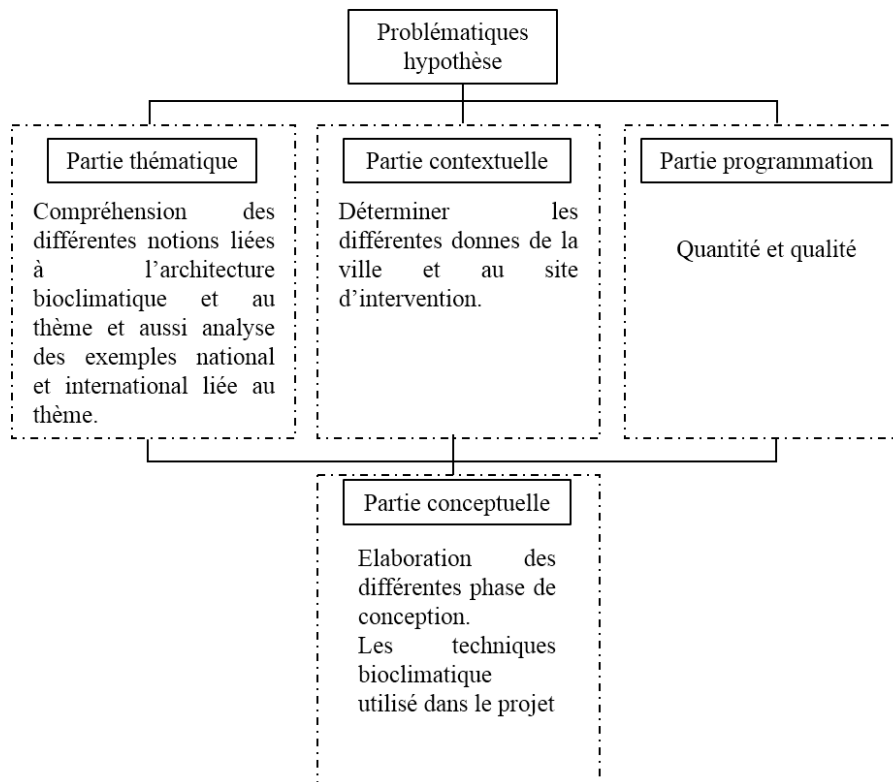 Problématiques
hypothèse
Partie thématique
Compréhension des
différentes notions liées
à l’architecture
bioclimatique et au
thème et aussi analyse
des exemples national
et international liée au
thème.
Partie contextuelle
Déterminer les
différentes donnes de la
ville et au site
d’intervention.
Partie programmation
Quantité et qualité
Partie conceptuelle
Elaboration des
différentes phase de
conception.
Les techniques
bioclimatique
utilisé dans le projet